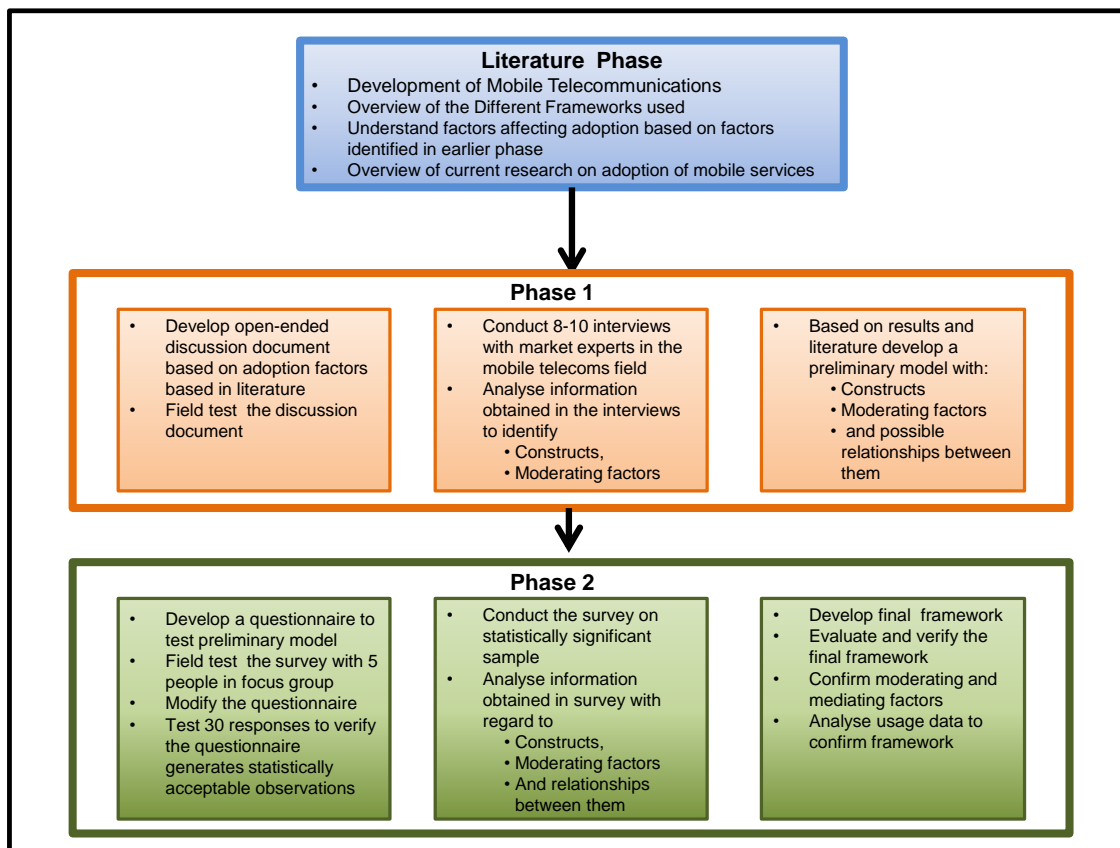 Literature Phase
• Development of Mobile Telecommunications
• Overview of the Different Frameworks used
• Understand factors affecting adoption based on factors
identified in earlier phase
• Overview of current research on adoption of mobile services
Phase 1
• Develop open-ended
discussion document
based on adoption factors
based in literature
• Field test the discussion
document
• Conduct 8-10 interviews
with market experts in the
mobile telecoms field
• Analyse information
obtained in the interviews
to identify
• Constructs,
• Moderating factors
• Based on results and
literature develop a
preliminary model with:
• Constructs
• Moderating factors
• and possible
relationships between
them
Phase 2
• Develop a questionnaire to
test preliminary model
• Field test the survey with 5
people in focus group
• Modify the questionnaire
• Test 30 responses to verify
the questionnaire
generates statistically
acceptable observations
• Conduct the survey on
statistically significant
sample
• Analyse information
obtained in survey with
regard to
• Constructs,
• Moderating factors
• And relationships
between them
• Develop final framework
• Evaluate and verify the
final framework
• Confirm moderating and
mediating factors
• Analyse usage data to
confirm framework